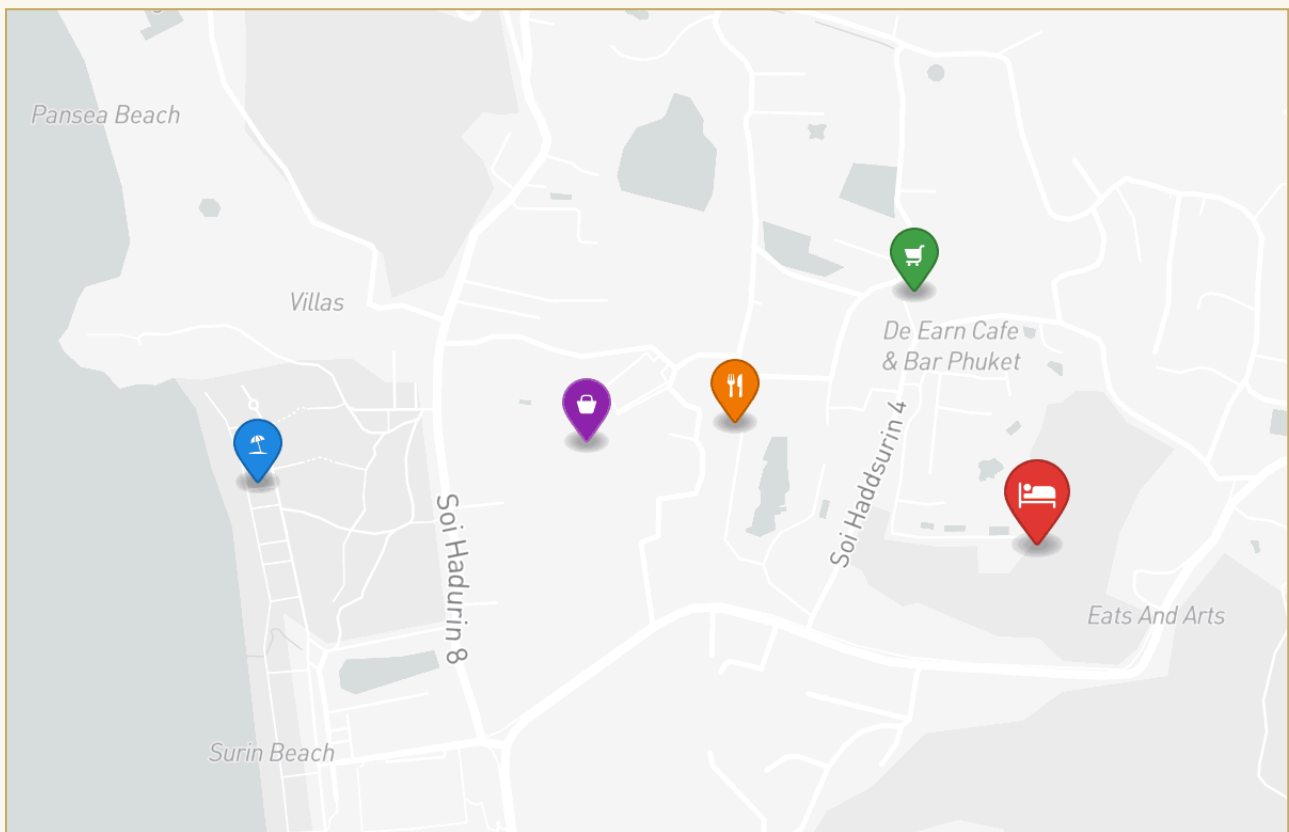 Pansea Beach
Villas
De Earn Cafe
& Bar Phuket
Soi Haddsurin 4
Soi Hadurin 8
Eats And Arts
Surin Beach